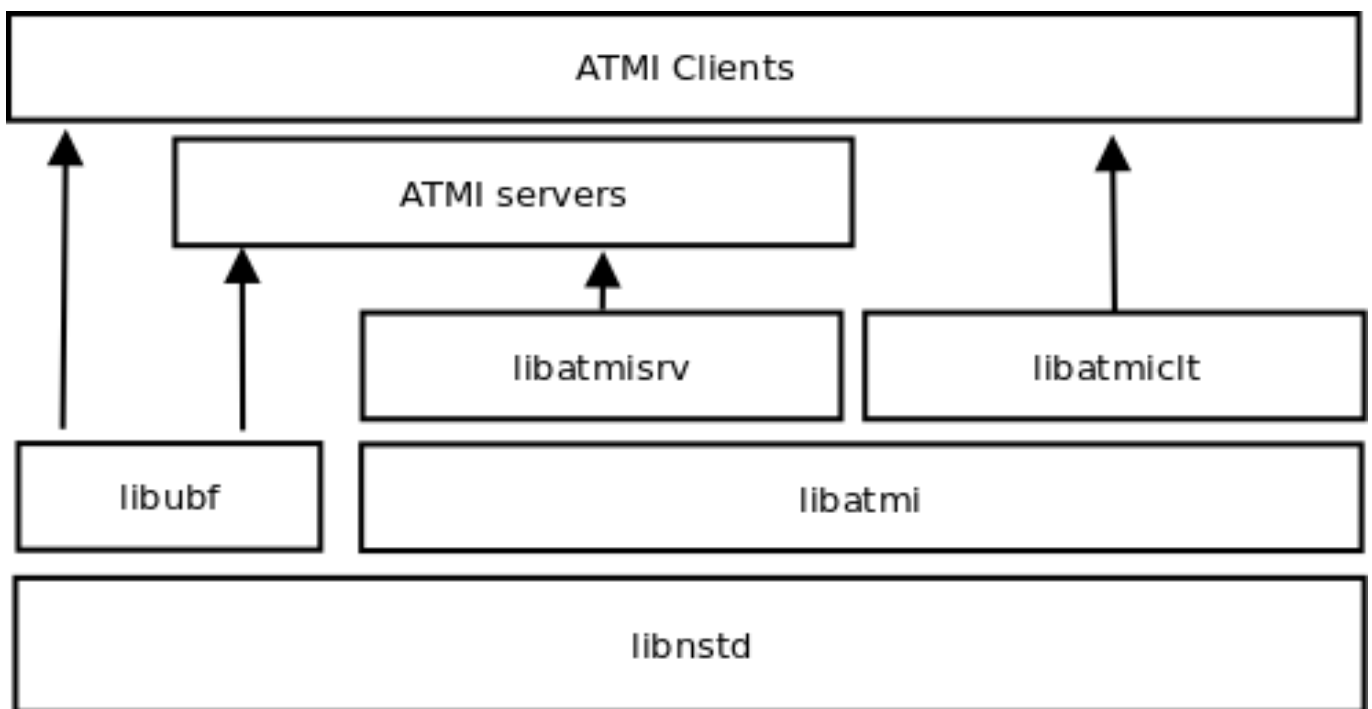 ATMI Clients
ATMI servers
libatmisrv
libatmiclt
libubf
libatmi
libnstd